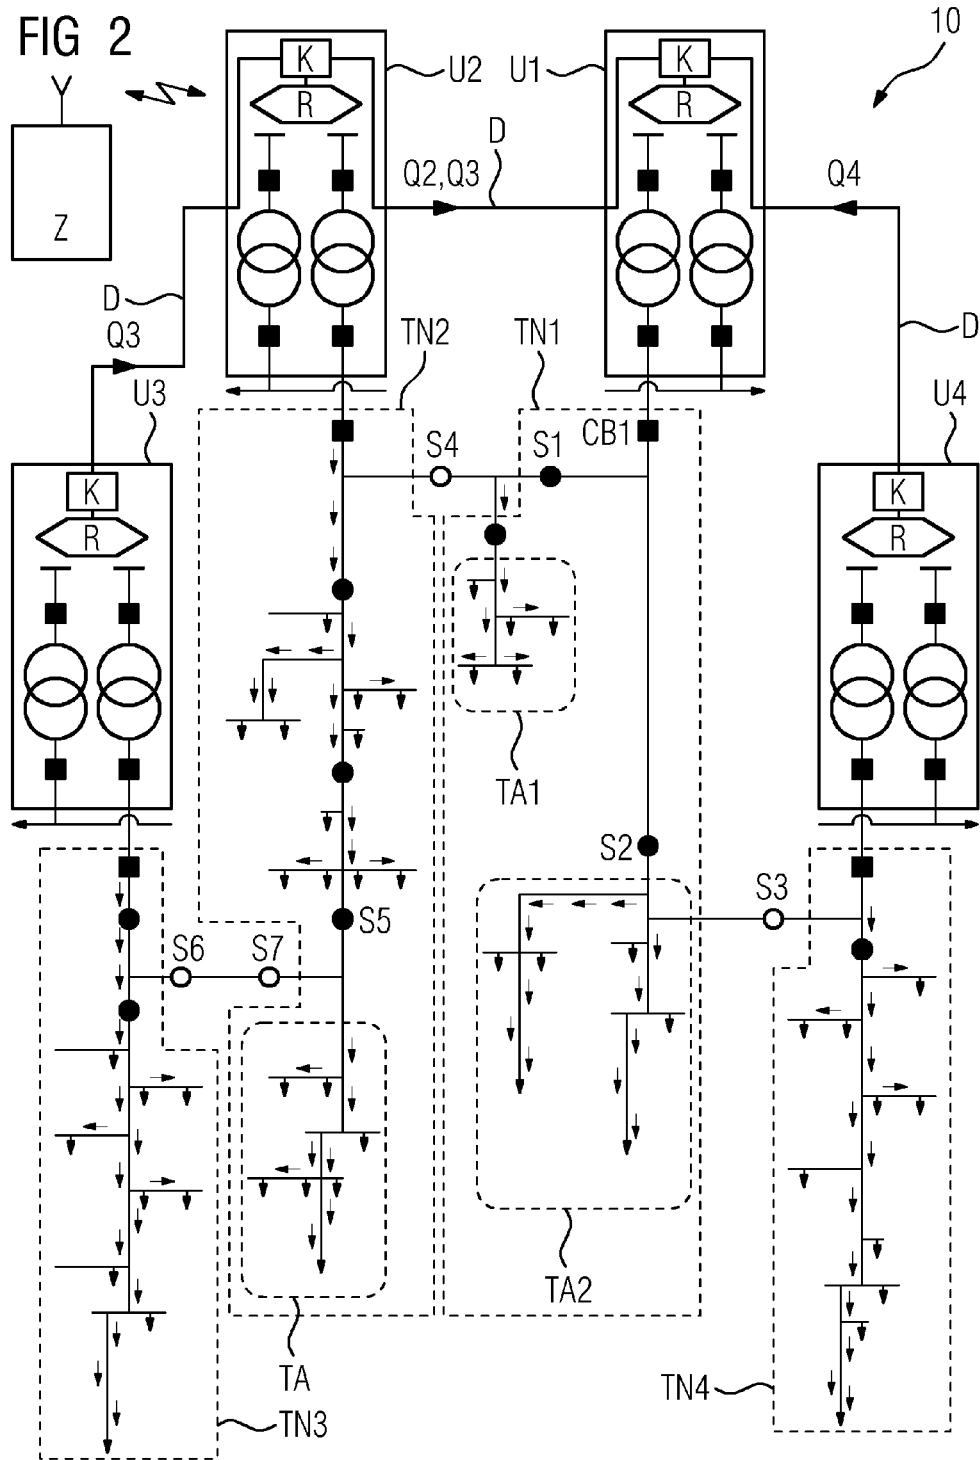 FIG 2
10
K
U2
U1
K
R
R
Z
D
Q2,Q3
Q4
D
Q3
D
TN2
TN1
U3
U4
CB1
S4
S1
K
K
R
R
TA1
S2
S3
S5
S6
S7
TA2
TA
TN4
TN3